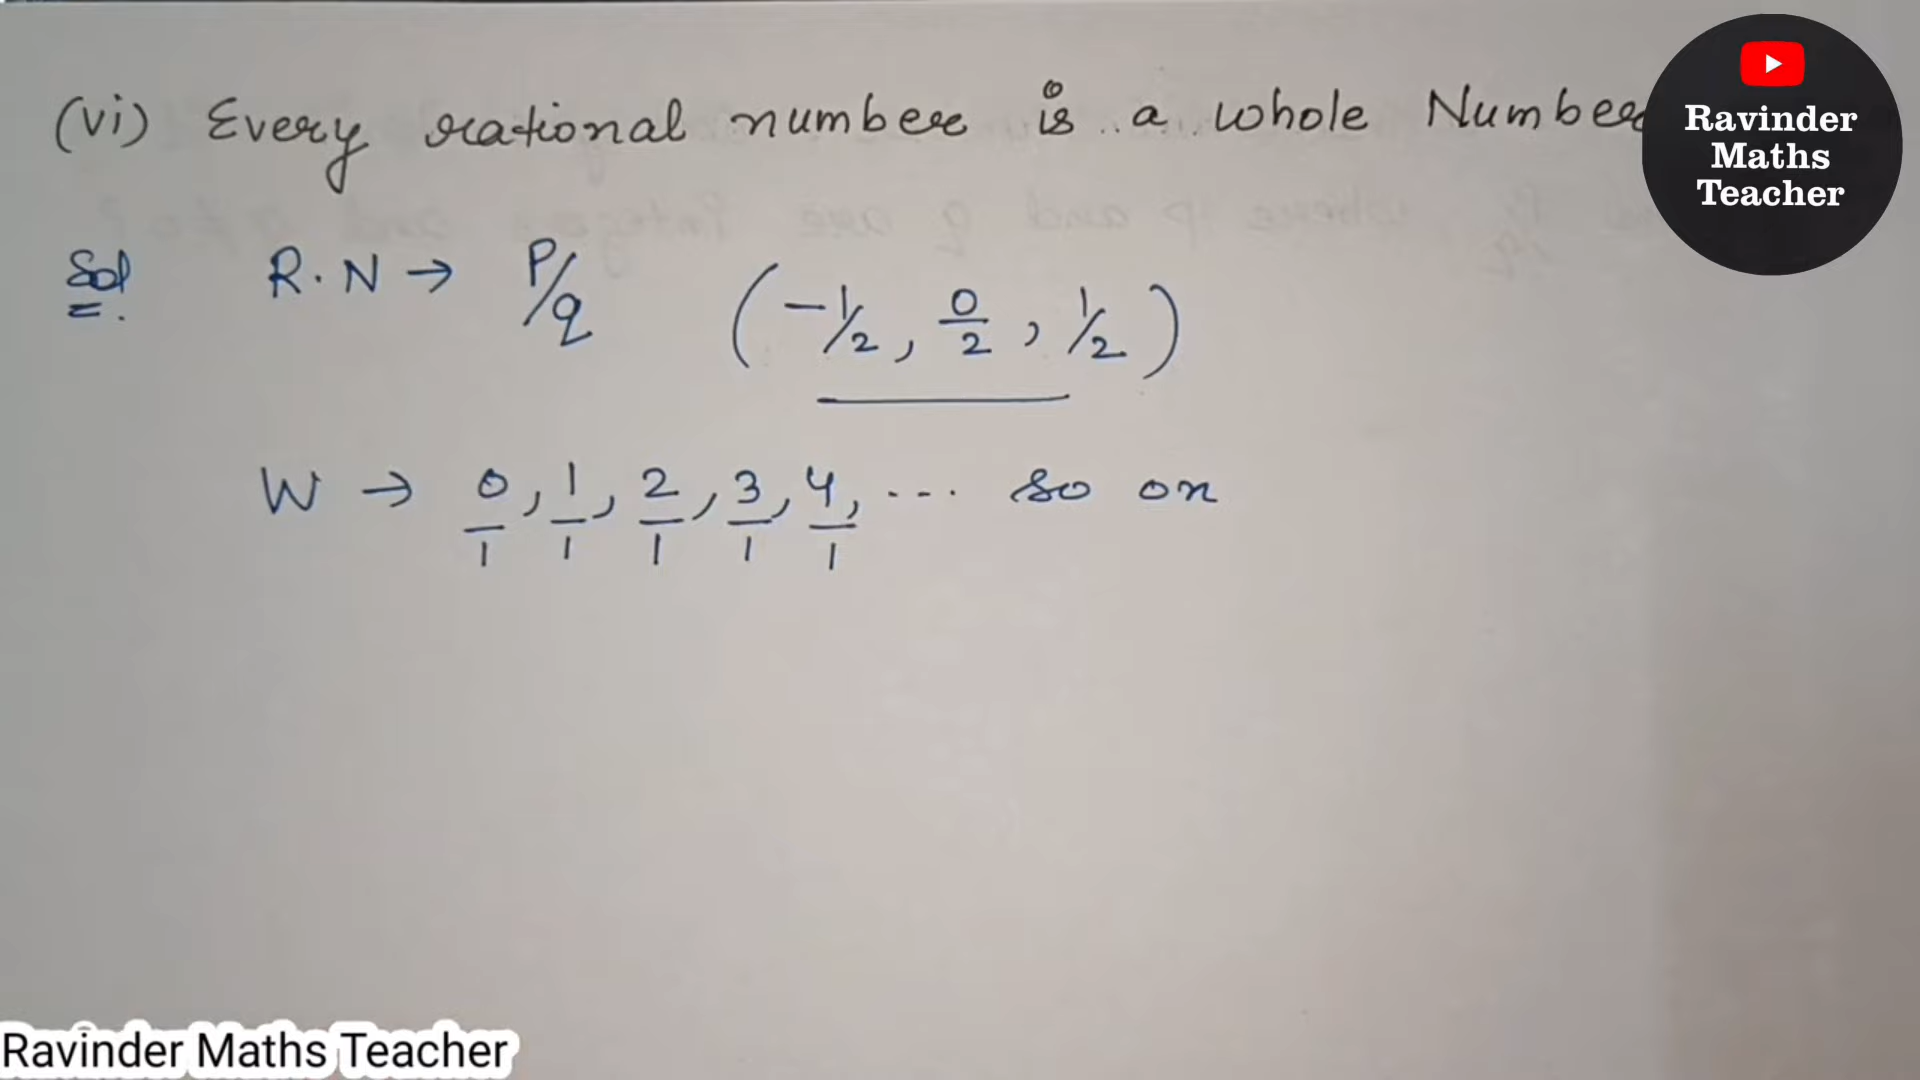 (vi) Every rational number is a whole Number
Ravinder
Maths
Teacher
Sol R.N → P/q (-1/2, 0/2, 1/2)
W → 0/1, 1/1, 2/1, 3/1, 4/1, ... so on
Ravinder Maths Teacher